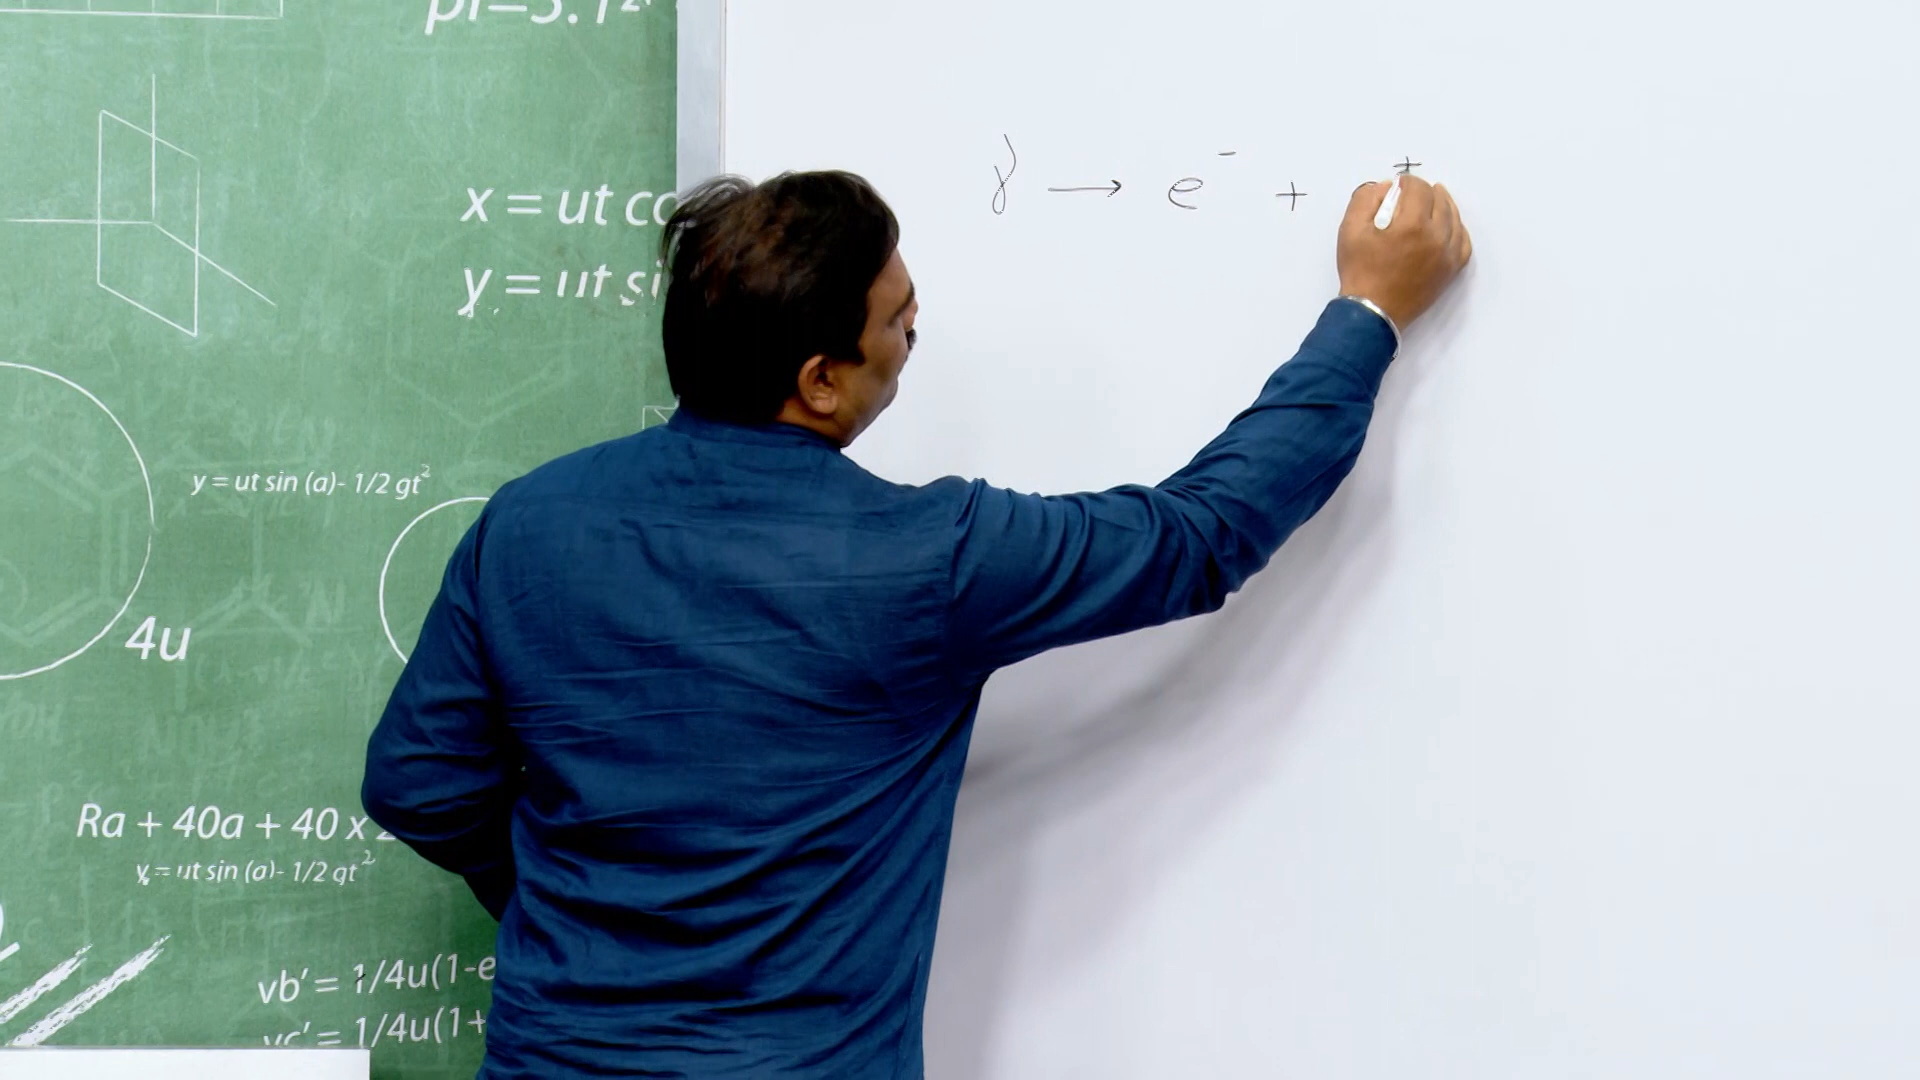 x = ut co
y = ut si
y = ut sin (a)- 1/2 gt²
4u
Ra + 40a + 40 x 2
y = ut sin (a)- 1/2 gt²
vb' = 1/4u(1-e
vc' = 1/4u(1+
γ → e⁻ + e⁺